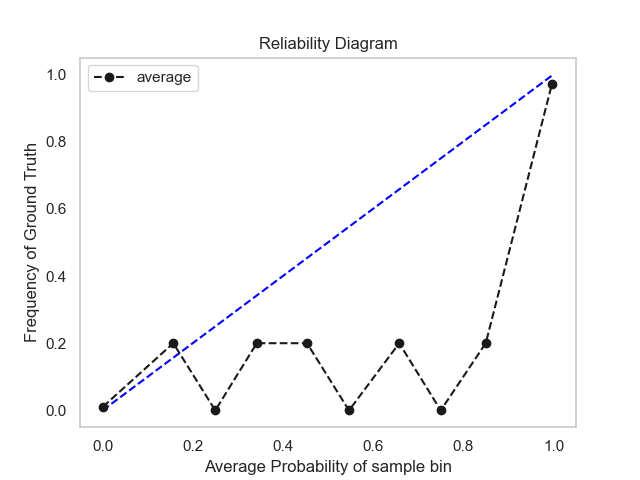 Reliability Diagram
average
Frequency of Ground Truth
1.0
0.8
0.6
0.4
0.2
0.0
0.0 0.2 0.4 0.6 0.8 1.0
Average Probability of sample bin